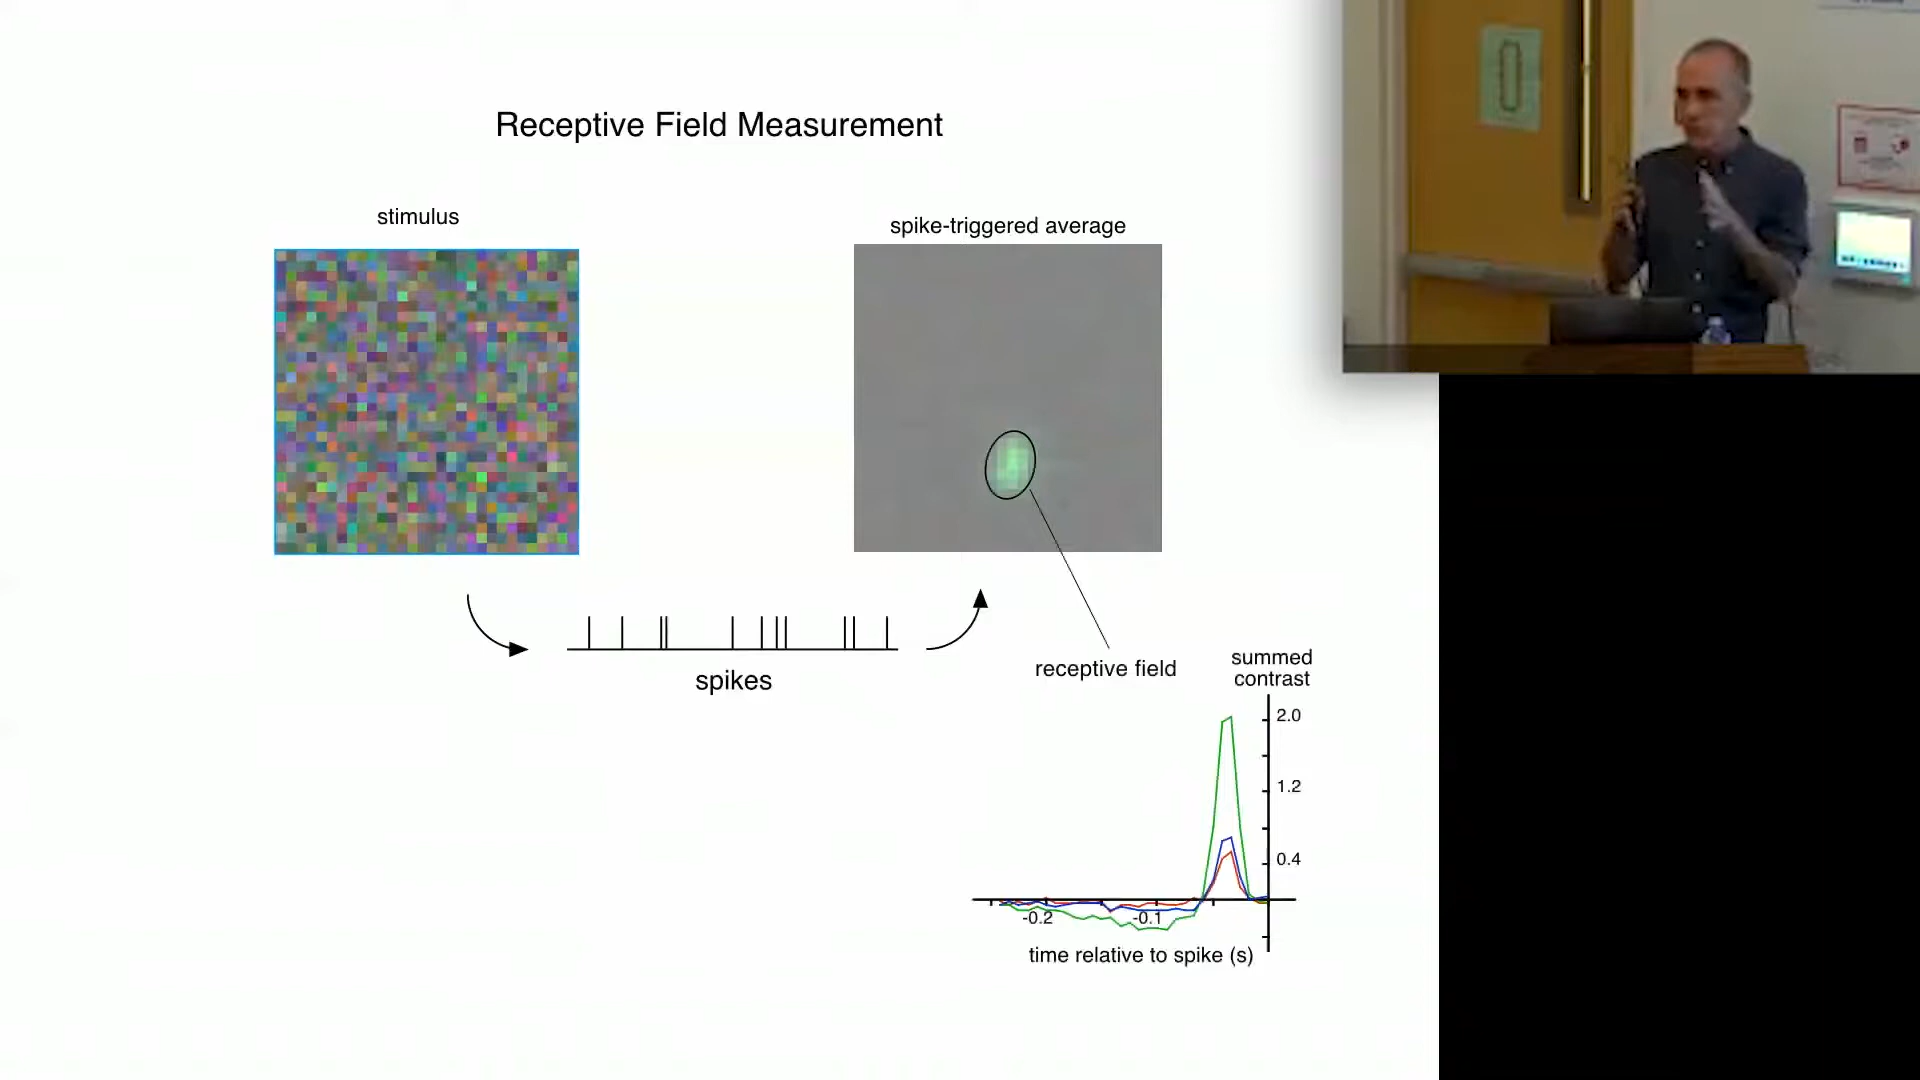 Receptive Field Measurement
stimulus
spike-triggered average
spikes
receptive field
summed
contrast
2.0
1.2
0.4
-0.2
-0.1
time relative to spike (s)